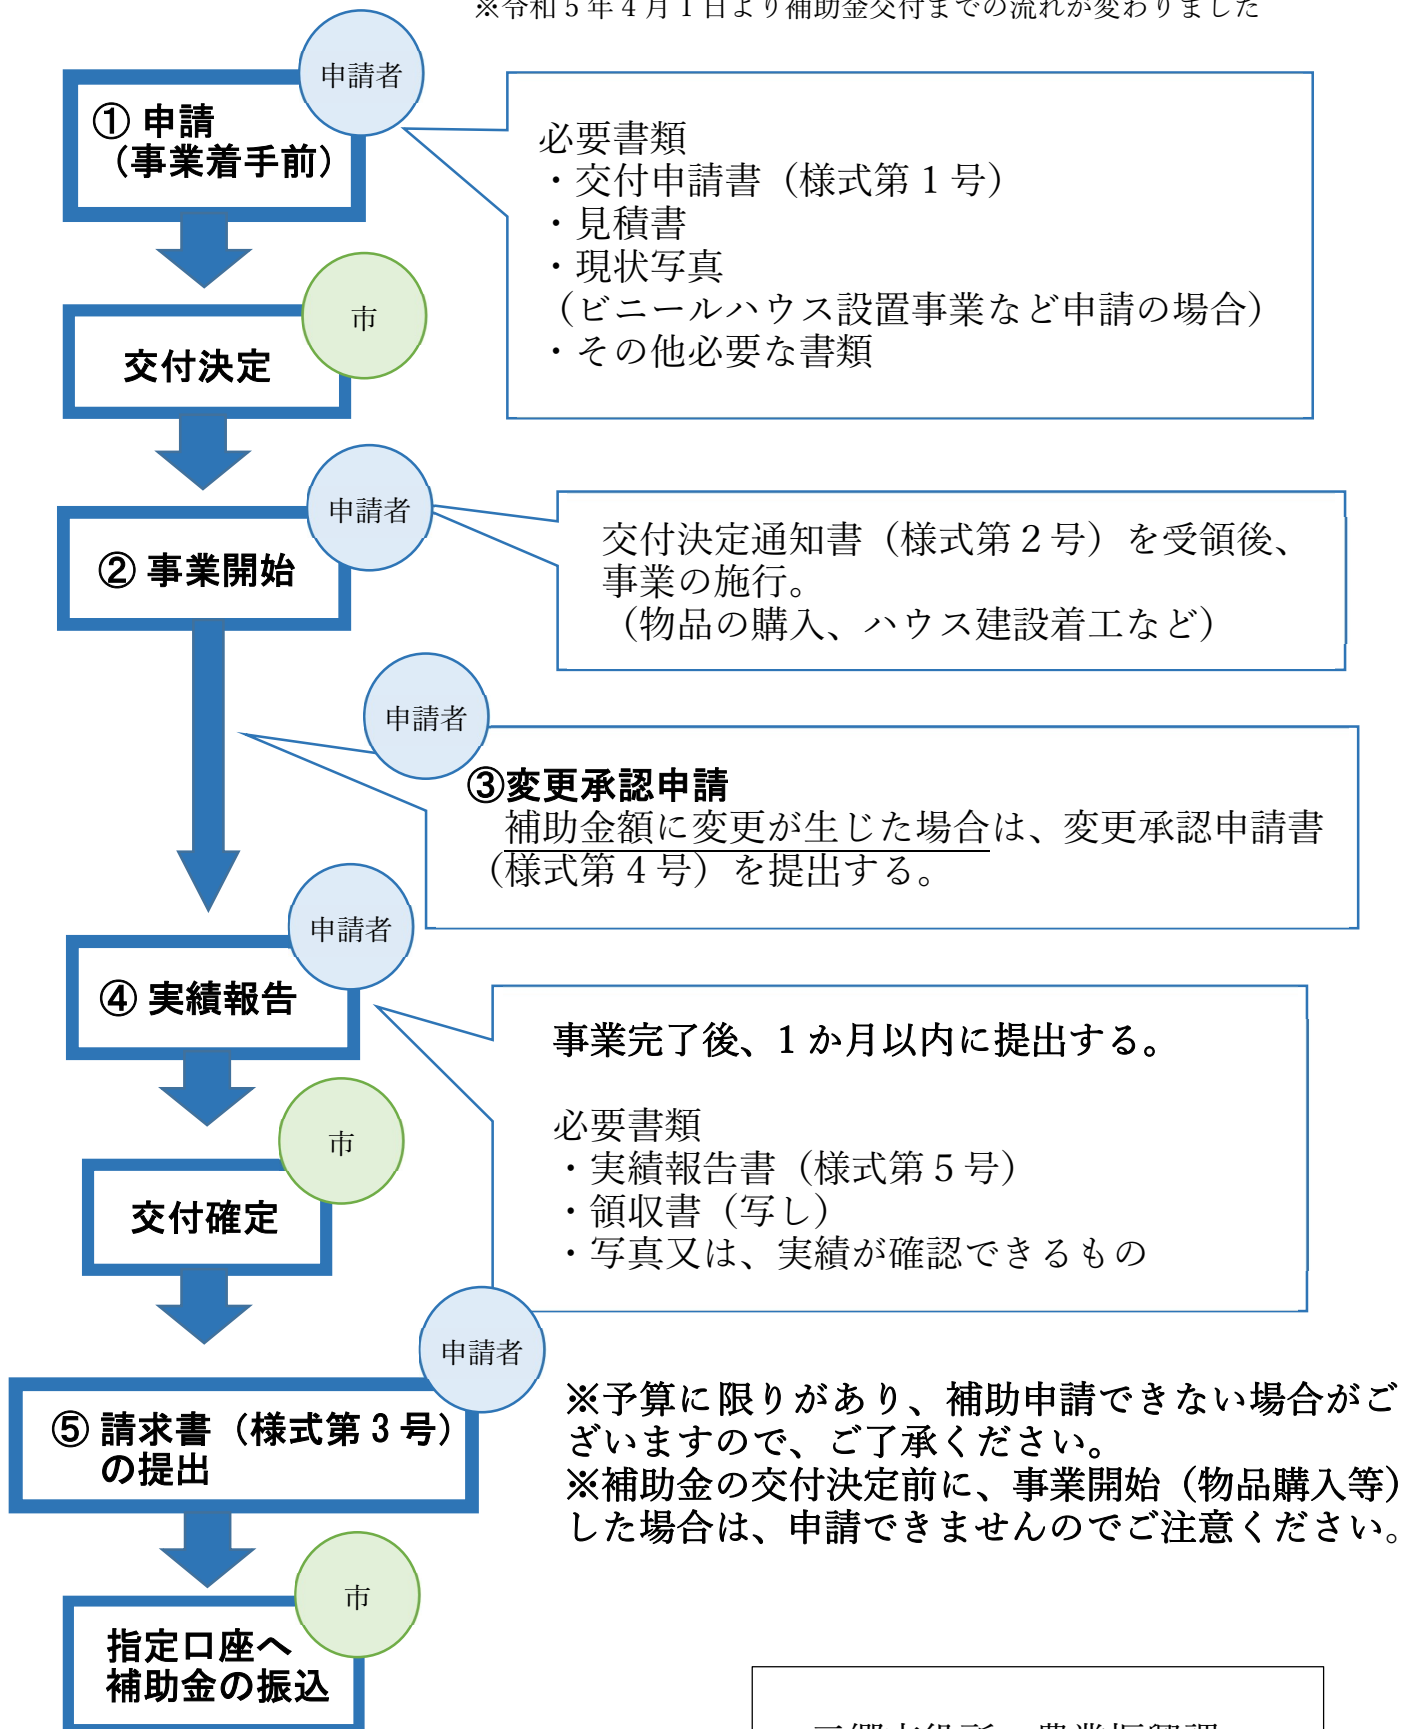 ※令和5年4月1日より補助金交付までの流れが変わりました
申請者
① 申請
（事業着手前）
必要書類
・交付申請書（様式第1号）
・見積書
・現状写真
（ビニールハウス設置事業など申請の場合）
・その他必要な書類
市
交付決定
申請者
② 事業開始
交付決定通知書（様式第2号）を受領後、
事業の施行。
（物品の購入、ハウス建設着工など）
申請者
③変更承認申請
補助金額に変更が生じた場合は、変更承認申請書
（様式第4号）を提出する。
申請者
④ 実績報告
事業完了後、1か月以内に提出する。
必要書類
・実績報告書（様式第5号）
・領収書（写し）
・写真又は、実績が確認できるもの
市
交付確定
申請者
⑤ 請求書（様式第3号）
の提出
※予算に限りがあり、補助申請できない場合がご
ざいますので、ご了承ください。
※補助金の交付決定前に、事業開始（物品購入等）
した場合は、申請できませんのでご注意ください。
市
指定口座へ
補助金の振込